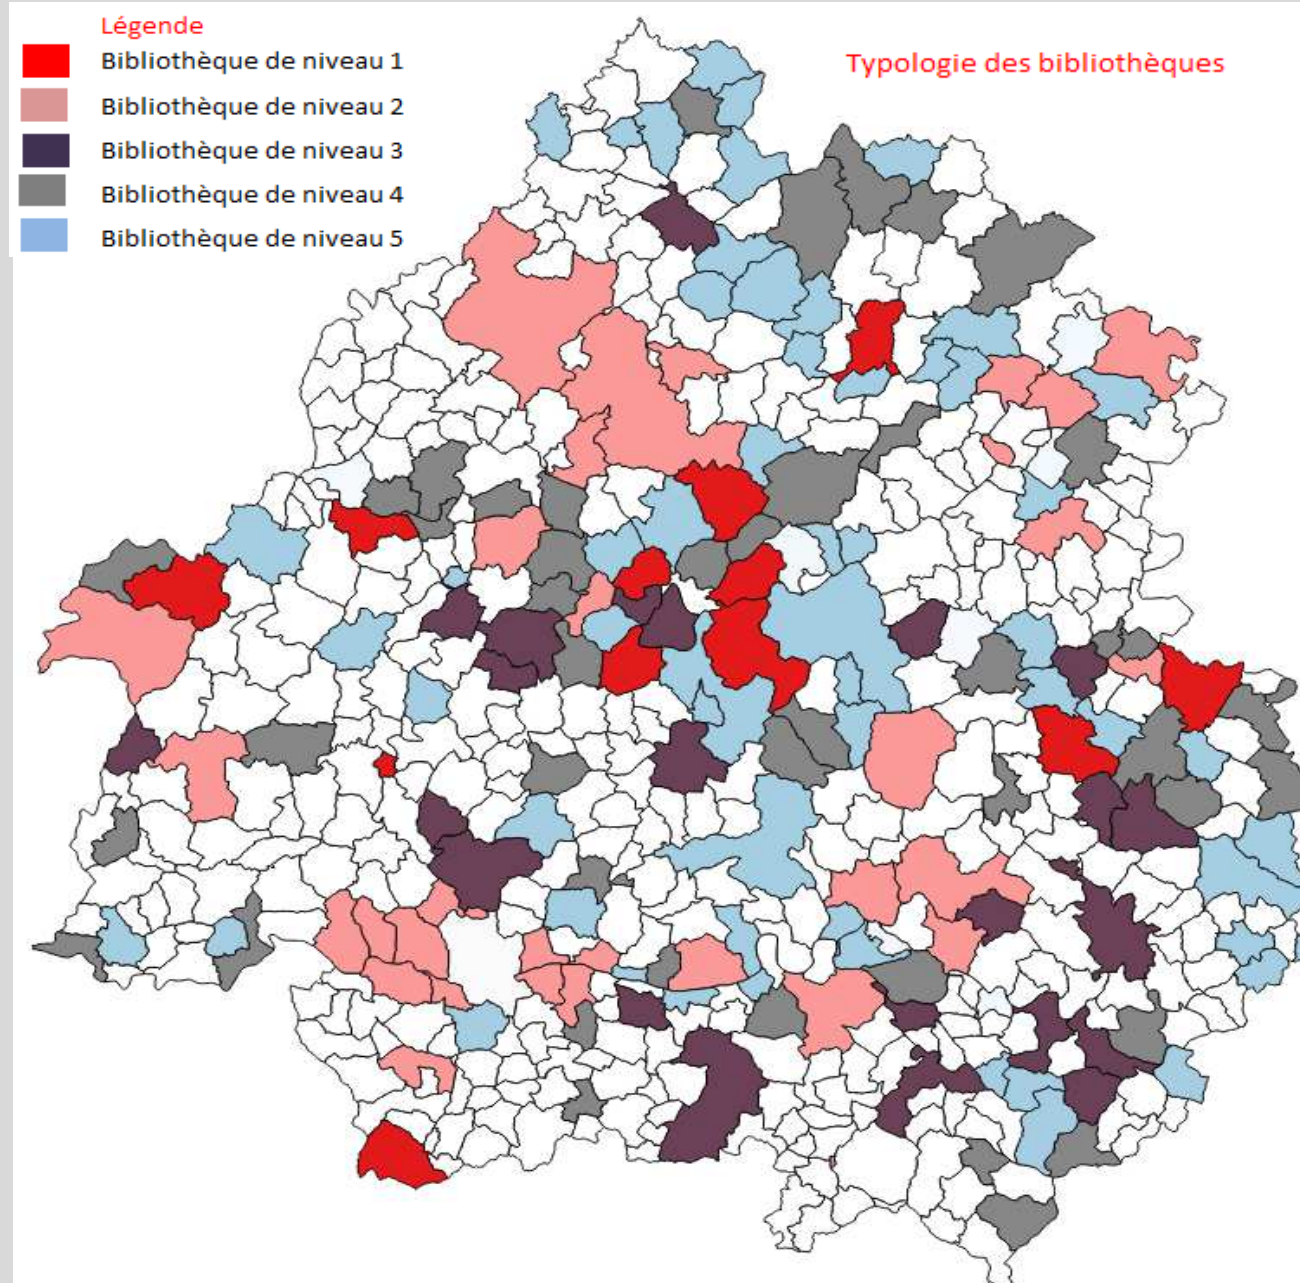 Légende
Bibliothèque de niveau 1
Typologie des bibliothèques
Bibliothèque de niveau 2
Bibliothèque de niveau 3
Bibliothèque de niveau 4
Bibliothèque de niveau 5